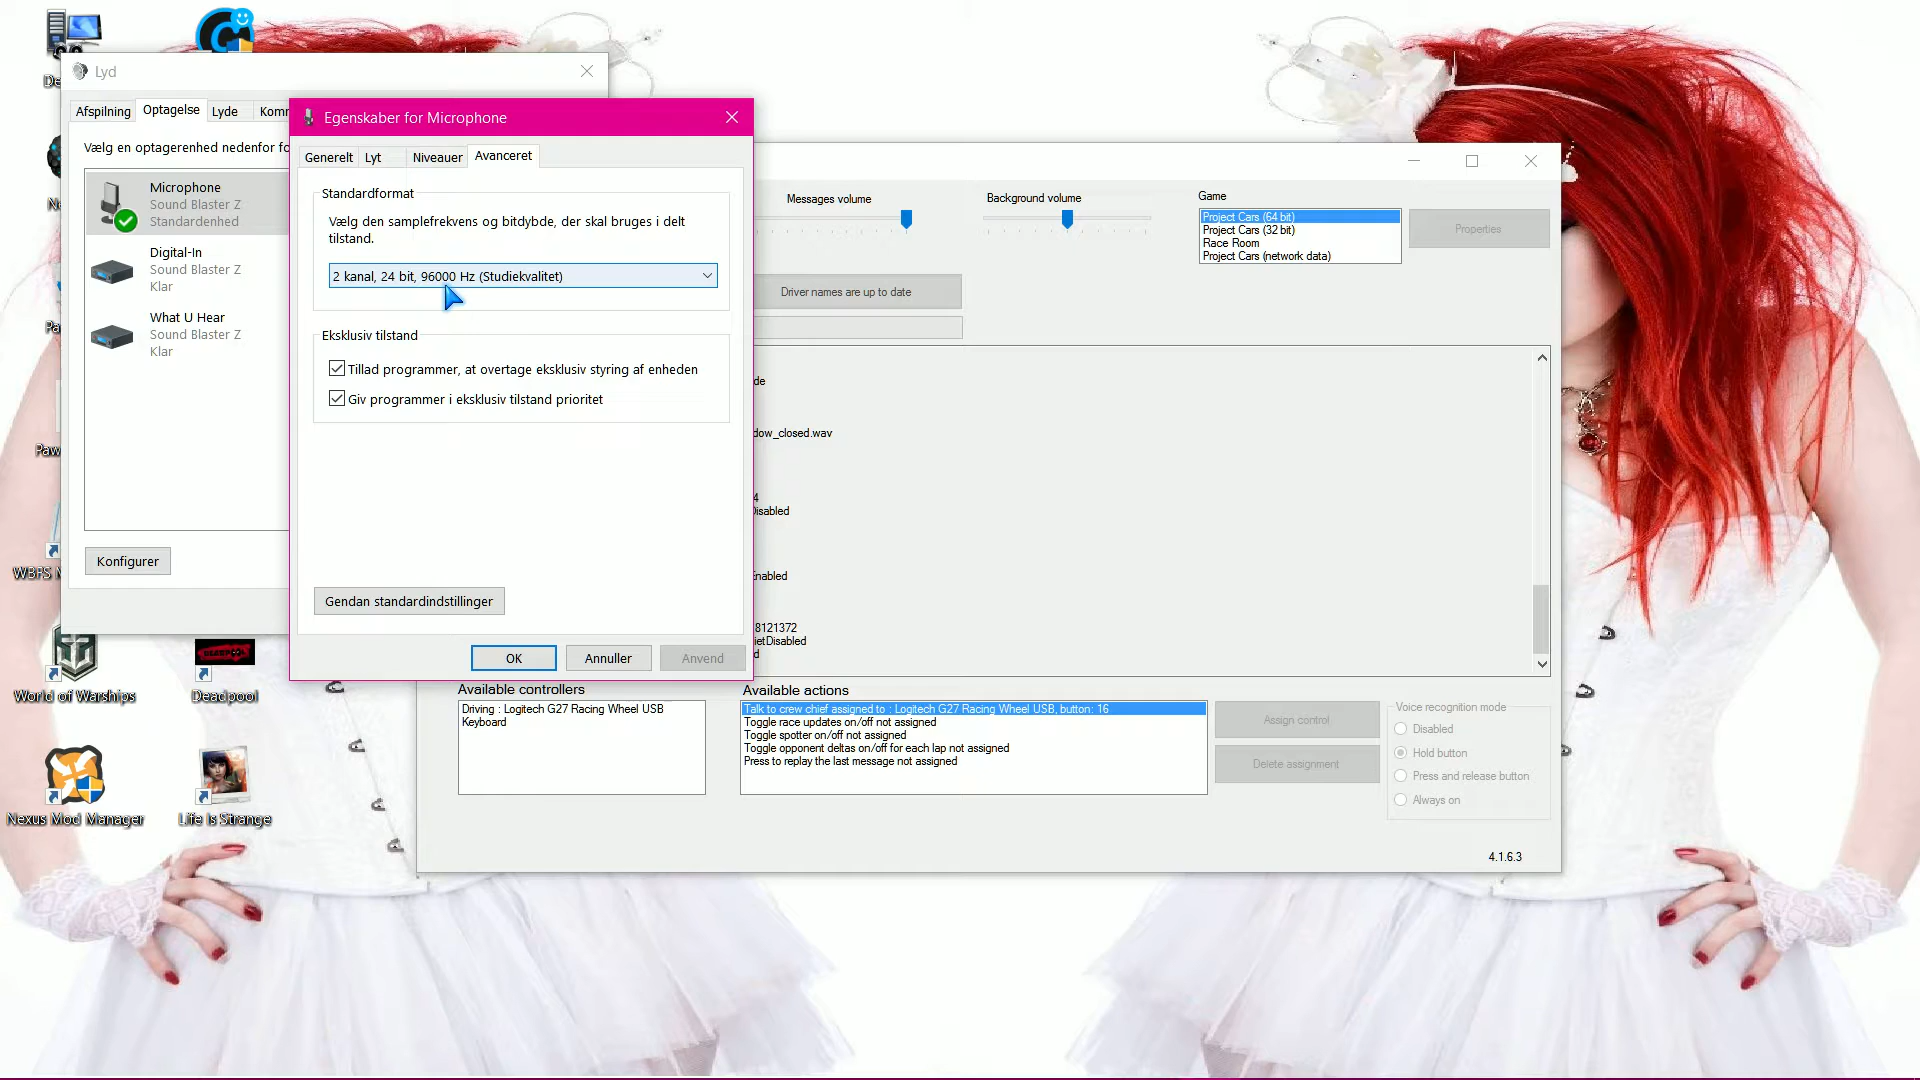 Lyd
Afspilning
Optagelse
Lyde
Vælg en optagerenhed nedenfor
Microphone
Sound Blaster Z
Standardenhed
Digital-In
Sound Blaster Z
Klar
What U Hear
Sound Blaster Z
Klar
Konfigurer
Egenskaber for Microphone
Generelt
Lyt
Niveauer
Avanceret
Standardformat
Vælg den samplefrekvens og bitdybde, der skal bruges i delt
tilstand.
2 kanal, 24 bit, 96000 Hz (Studiekvalitet)
Eksklusiv tilstand
Tillad programmer, at overtage eksklusiv styring af enheden
Giv programmer i eksklusiv tilstand prioritet
Gendan standardindstillinger
OK
Annuller
Anvend
Messages volume
Background volume
Game
Project Cars (64 bit)
Project Cars (32 bit)
Race Room
Project Cars (network data)
Properties
Driver names are up to date
dow_closed.wav
4
Disabled
Enabled
8121372
ietDisabled
Available controllers
Driving : Logitech G27 Racing Wheel USB
Keyboard
Available actions
Talk to crew chief assigned to : Logitech G27 Racing Wheel USB, button: 16
Toggle race updates on/off not assigned
Toggle spotter on/off not assigned
Toggle opponent deltas on/off for each lap not assigned
Press to replay the last message not assigned
Assign control
Delete assignment
Voice recognition mode
Disabled
Hold button
Press and release button
Always on
4.1.6.3
World of Warships
Deadpool
Nexus Mod Manager
Life Is Strange